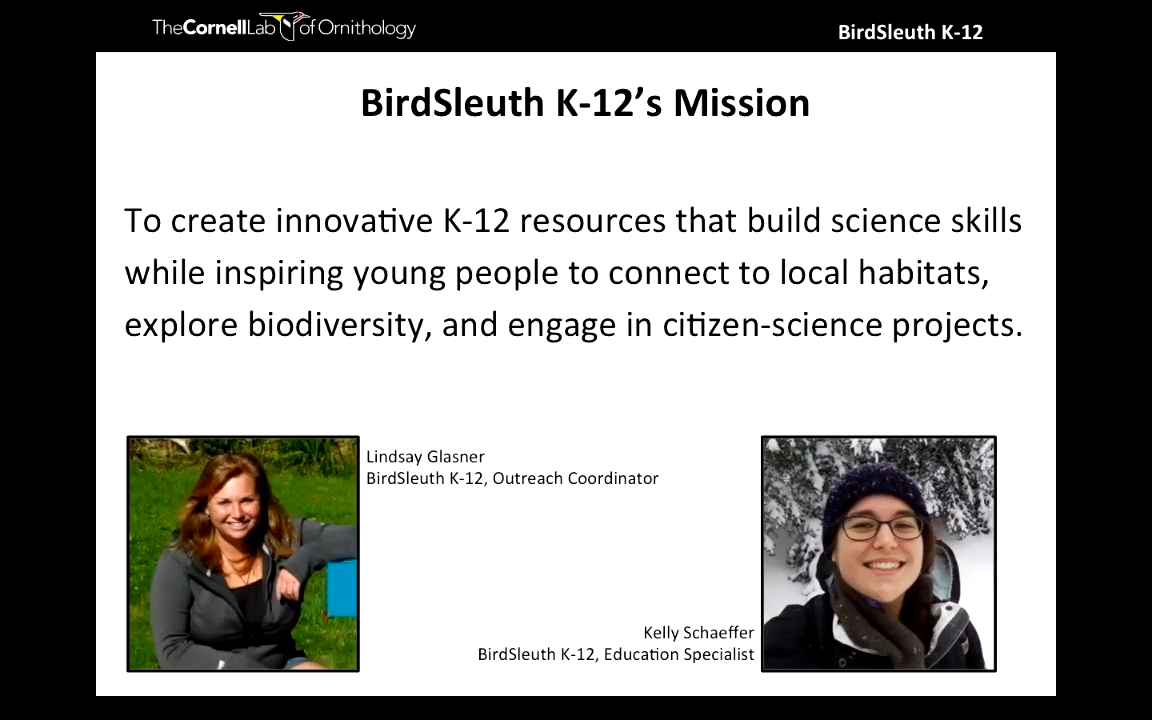 TheCornellLab of Ornithology
BirdSleuth K-12
BirdSleuth K-12’s Mission
To create innovative K-12 resources that build science skills
while inspiring young people to connect to local habitats,
explore biodiversity, and engage in citizen-science projects.
Lindsay Glasner
BirdSleuth K-12, Outreach Coordinator
Kelly Schaeffer
BirdSleuth K-12, Education Specialist